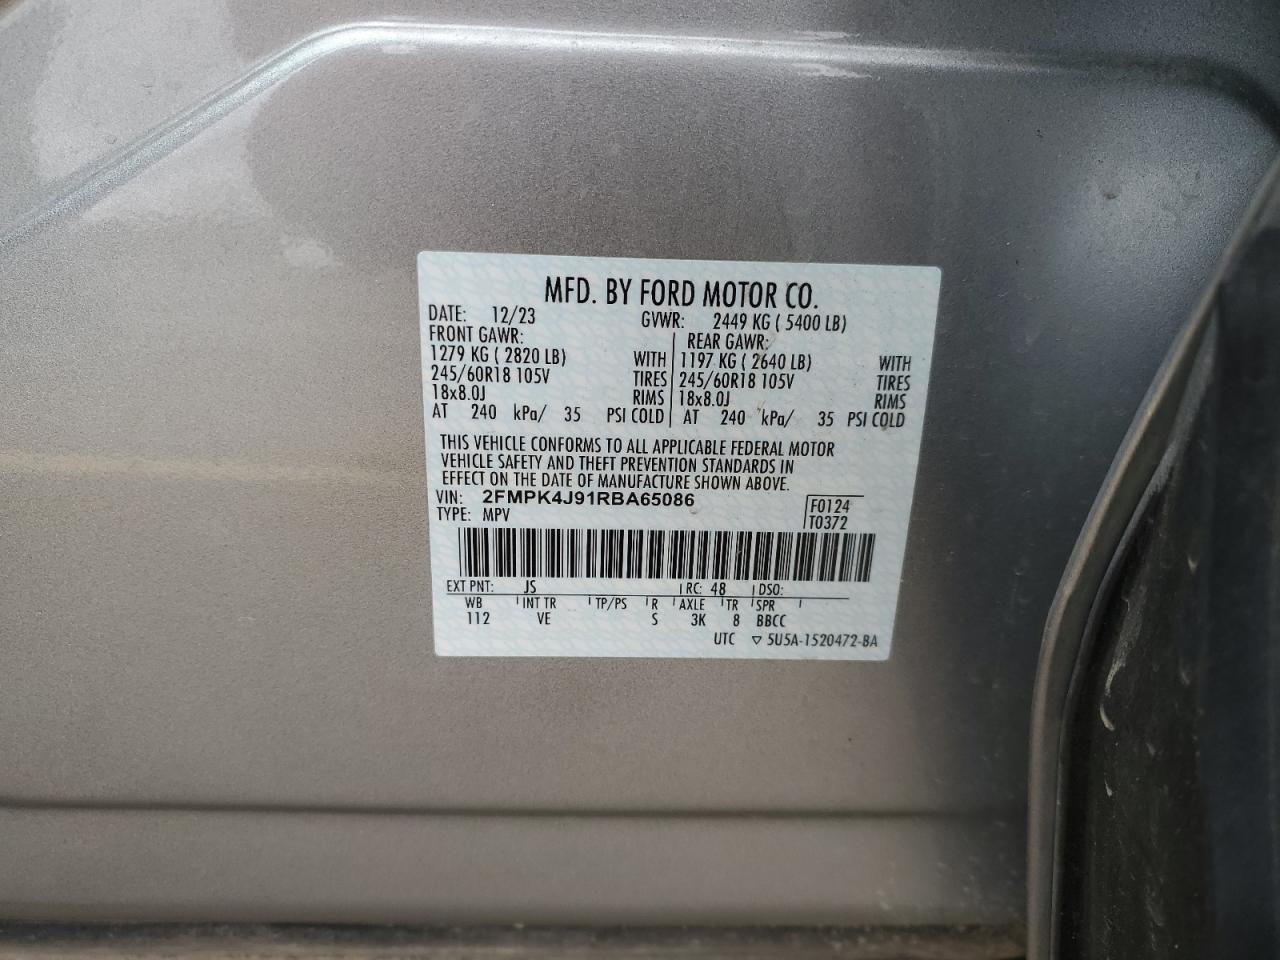 MFD. BY FORD MOTOR CO.
DATE: 12/23 GVWR: 2449 KG ( 5400 LB)
FRONT GAWR: REAR GAWR:
1279 KG ( 2820 LB) WITH 1197 KG ( 2640 LB) WITH
245/60R18 105V TIRES 245/60R18 105V TIRES
18x8.0J RIMS 18x8.0J RIMS
AT 240 kPa/ 35 PSI COLD AT 240 kPa/ 35 PSI COLD
THIS VEHICLE CONFORMS TO ALL APPLICABLE FEDERAL MOTOR
VEHICLE SAFETY AND THEFT PREVENTION STANDARDS IN
EFFECT ON THE DATE OF MANUFACTURE SHOWN ABOVE.
VIN: 2FMPK4J91RBA65086 F0124
TYPE: MPV T0372
EXT PNT: JS RC: 48 DSO:
WB INT TR TP/PS R AXLE TR SPR
112 VE S 3K 8 BBCC
UTC ▽ 5U5A-1520472-BA